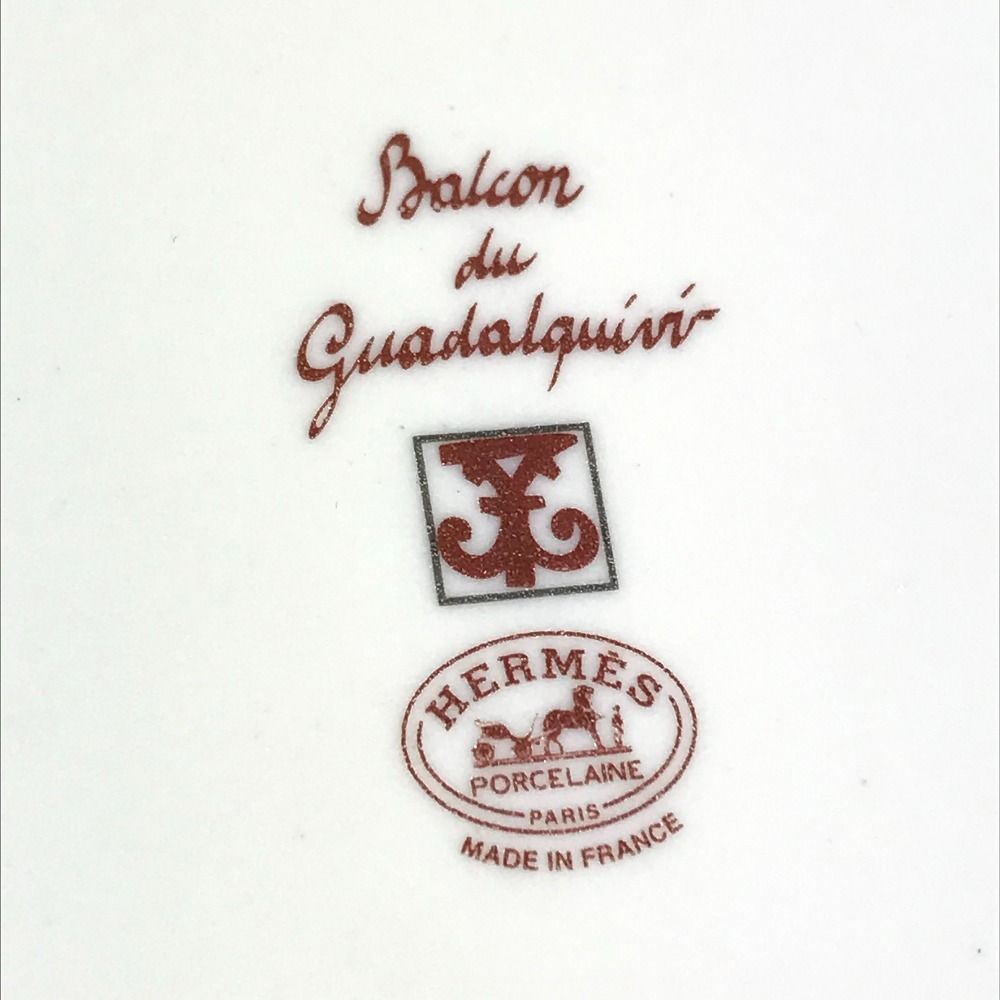 Balcon
du
Guadalquivir
HERMÈS
PORCELAINE
PARIS
MADE IN FRANCE